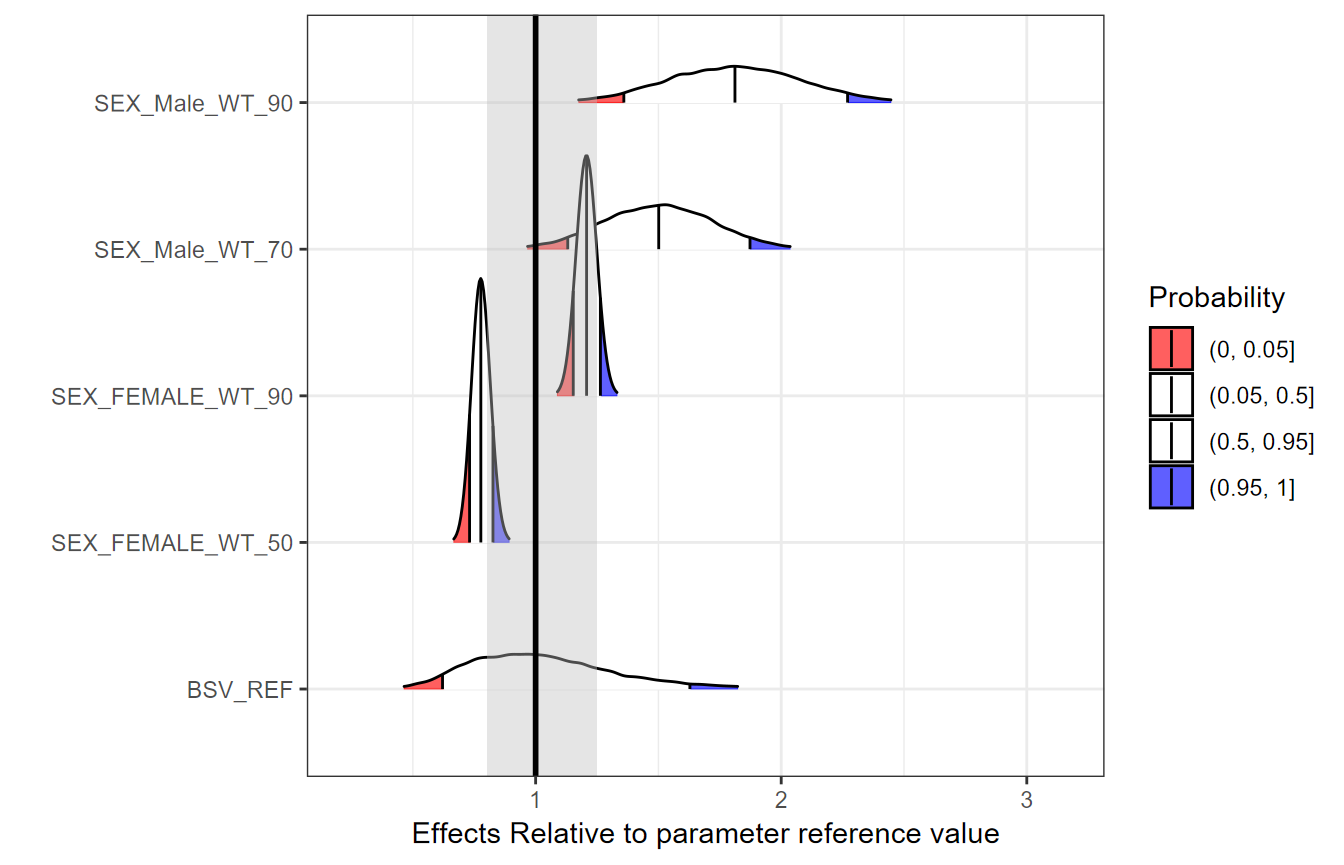 SEX_Male_WT_90
SEX_Male_WT_70
SEX_FEMALE_WT_90
SEX_FEMALE_WT_50
BSV_REF
1
2
3
Effects Relative to parameter reference value
Probability
(0, 0.05]
(0.05, 0.5]
(0.5, 0.95]
(0.95, 1]